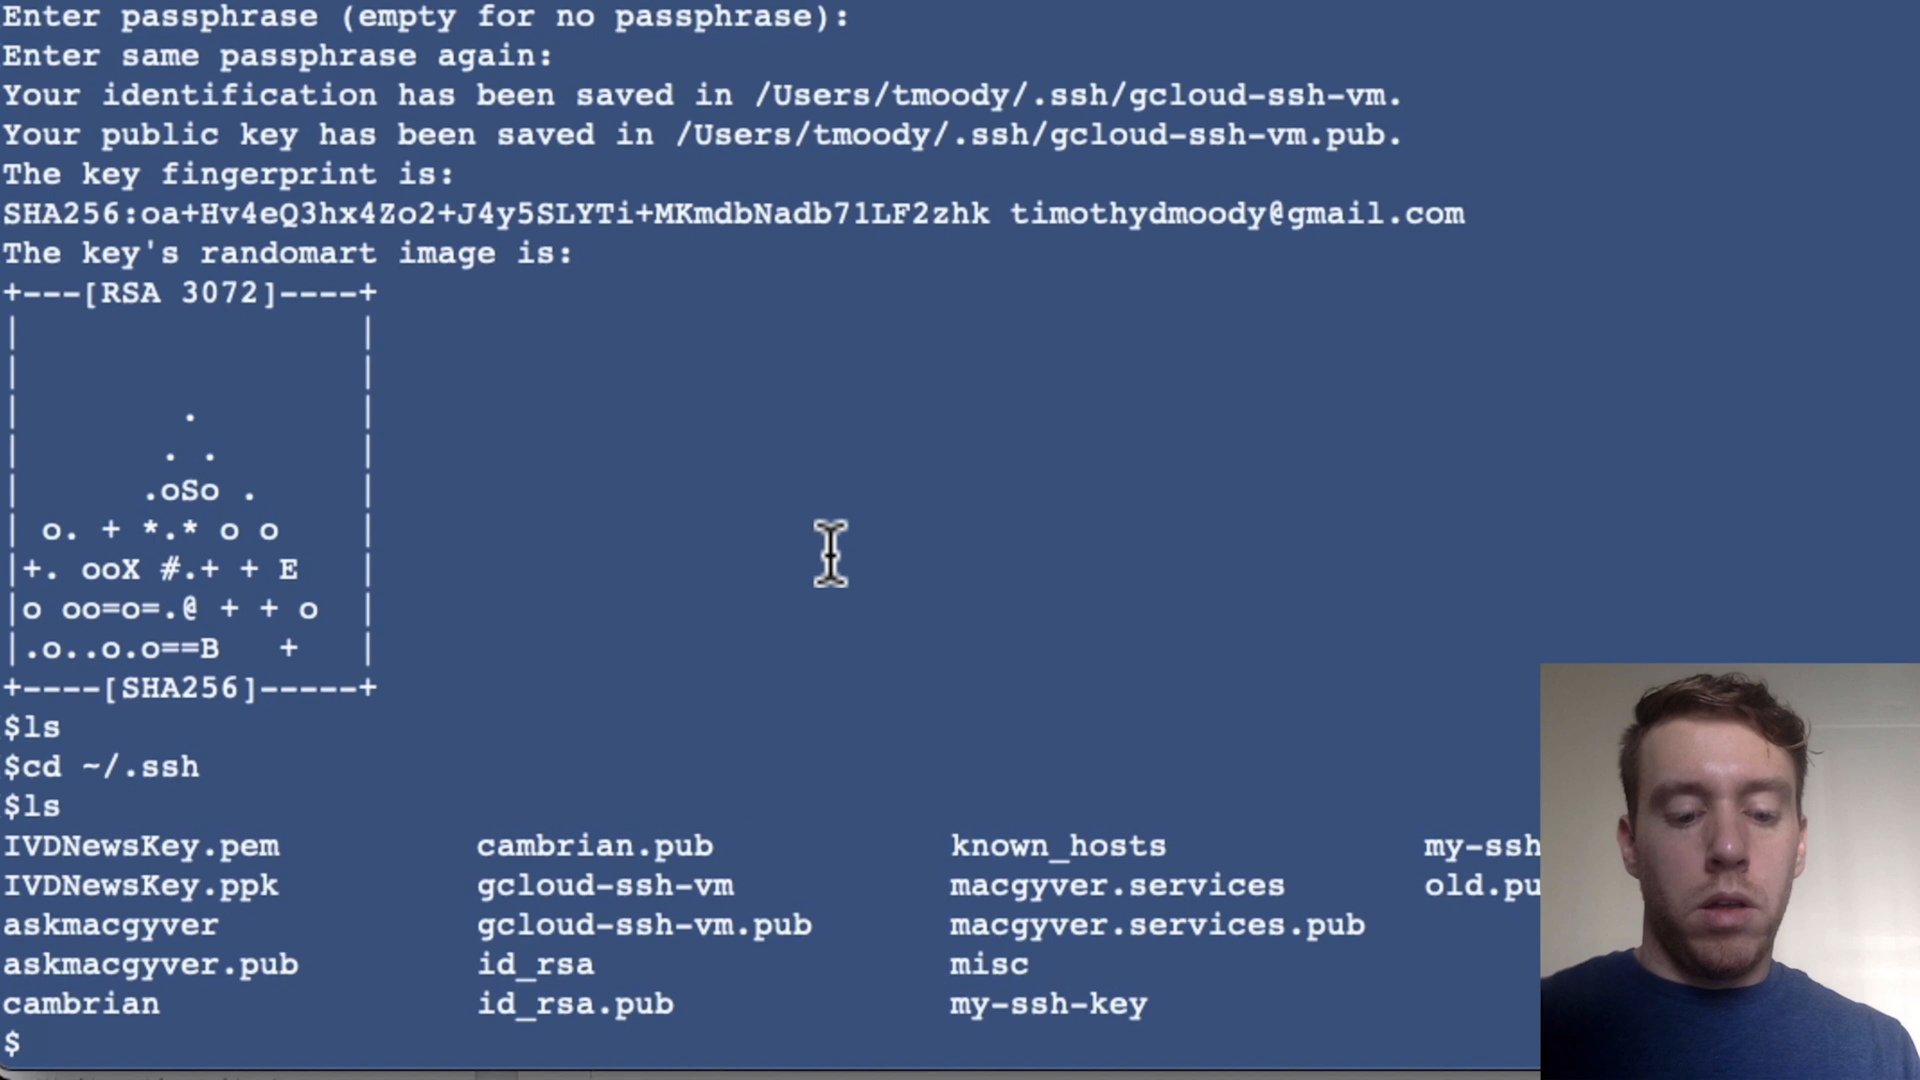 Enter passphrase (empty for no passphrase):
Enter same passphrase again:
Your identification has been saved in /Users/tmoody/.ssh/gcloud-ssh-vm.
Your public key has been saved in /Users/tmoody/.ssh/gcloud-ssh-vm.pub.
The key fingerprint is:
SHA256:oa+Hv4eQ3hx4Zo2+J4y5SLYTi+MKmdbNadb71LF2zhk timothydmoody@gmail.com
The key's randomart image is:
+---[RSA 3072]----+
|                 |
|                 |
|        .        |
|       . .       |
|      .oSo .     |
| o. + *.* o o    |
|+. ooX #.+ + E   |
|o oo=o=.@ + + o  |
|.o..o.o==B   +   |
+----[SHA256]-----+
$ls
$cd ~/.ssh
$ls
IVDNewsKey.pem cambrian.pub known_hosts my-ssh
IVDNewsKey.ppk gcloud-ssh-vm macgyver.services old.pu
askmacgyver gcloud-ssh-vm.pub macgyver.services.pub
askmacgyver.pub id_rsa misc
cambrian id_rsa.pub my-ssh-key
$